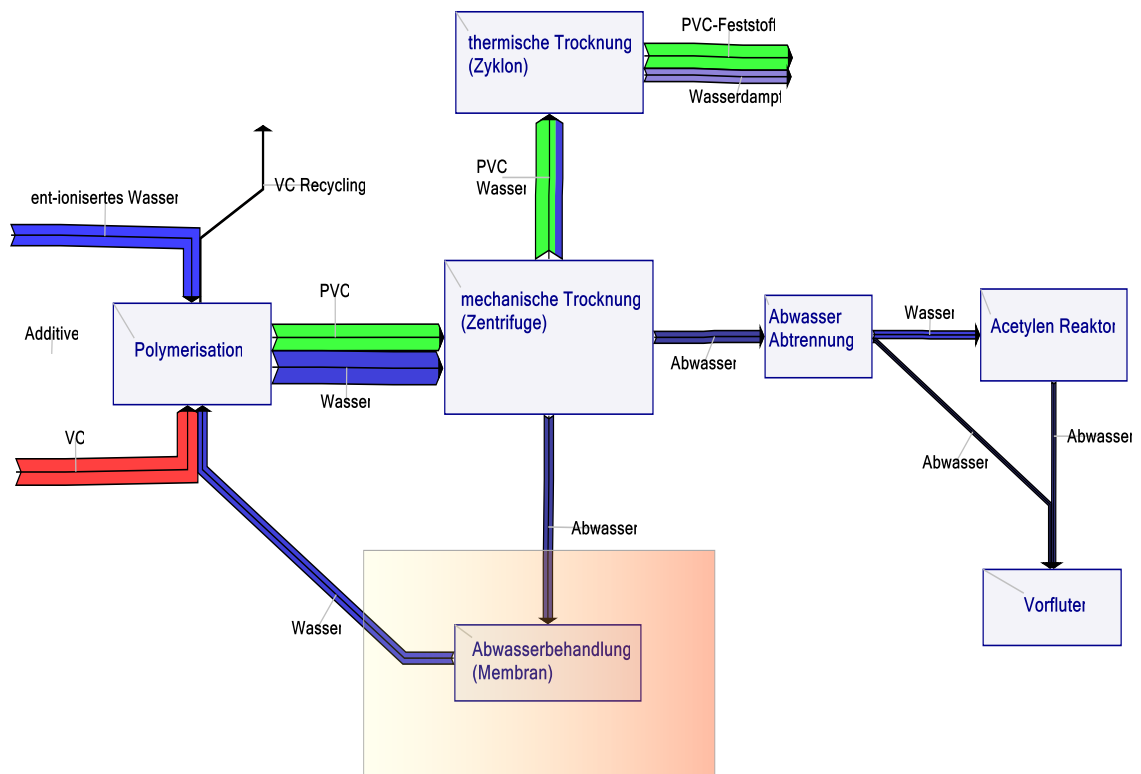 PVC-Feststoff
thermische Trocknung
(Zyklon)
Wasserdampf
PVC
Wasser
VC Recycling
ent-ionisertes Wasser
PVC
mechanische Trocknung
(Zentrifuge)
Abwasser
Abtrennung
Wasser
Acetylen Reaktor
Additive
Polymerisation
Abwasser
Wasser
VC
Abwasser
Abwasser
Abwasser
Vorfluter
Wasser
Abwasserbehandlung
(Membran)